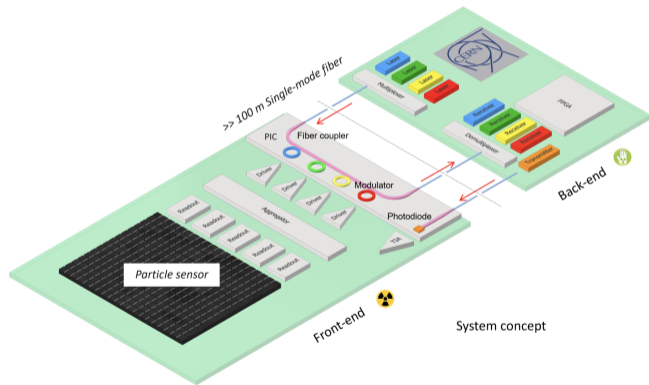 >> 100 m Single-mode fiber
CERN
Laser
Laser
Laser
Laser
Multiplexer
FPGA
Receiver
Receiver
Receiver
Receiver
Demultiplexer
Transmitter
Back-end
PIC
Fiber coupler
Modulator
Photodiode
Driver
Driver
Driver
Driver
TIA
Aggregator
Readout
Readout
Readout
Readout
Readout
Particle sensor
Front-end
System concept